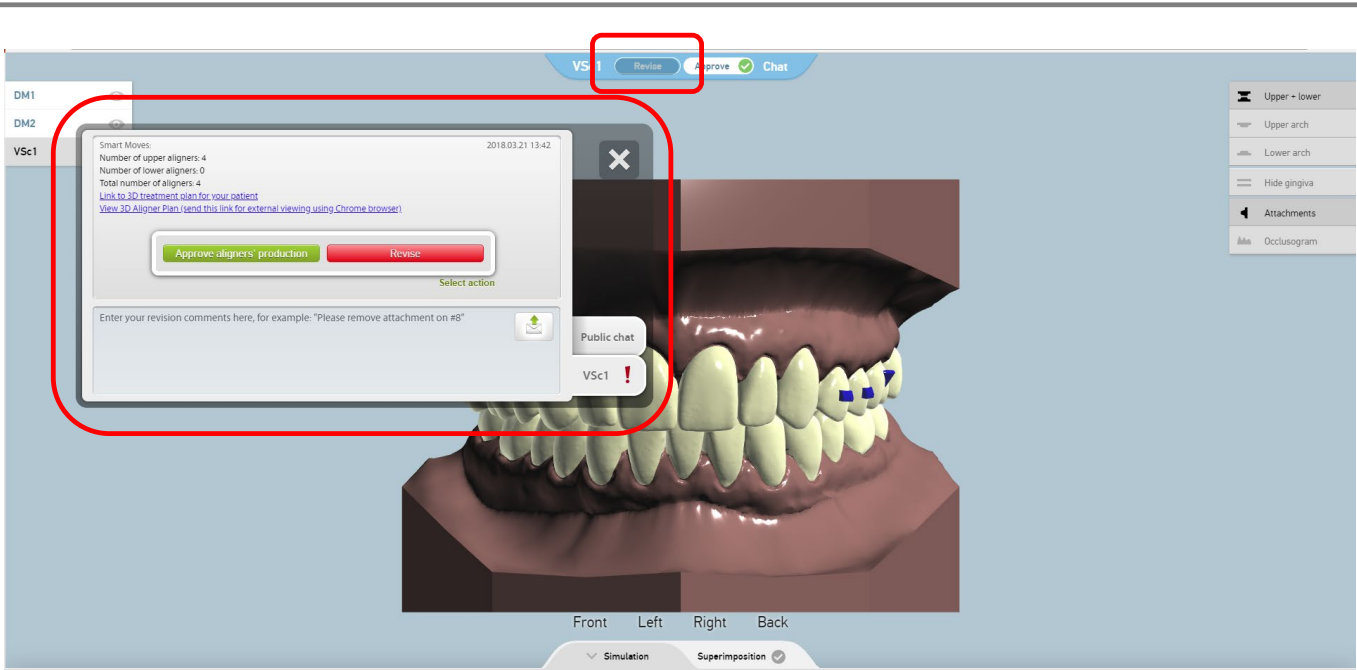 VSc1 Revise Approve Chat
DM1
DM2
VSc1
Smart Moves: 2018.03.21 13:42
Number of upper aligners: 4
Number of lower aligners: 0
Total number of aligners: 4
Link to 3D treatment plan for your patient
View 3D Aligner Plan (send this link for external viewing using Chrome browser)
Approve aligners' production Revise
Select action
Enter your revision comments here, for example: "Please remove attachment on #8"
Public chat
VSc1 !
Upper + lower
Upper arch
Lower arch
Hide gingiva
Attachments
Occlusogram
Front Left Right Back
Simulation Superimposition